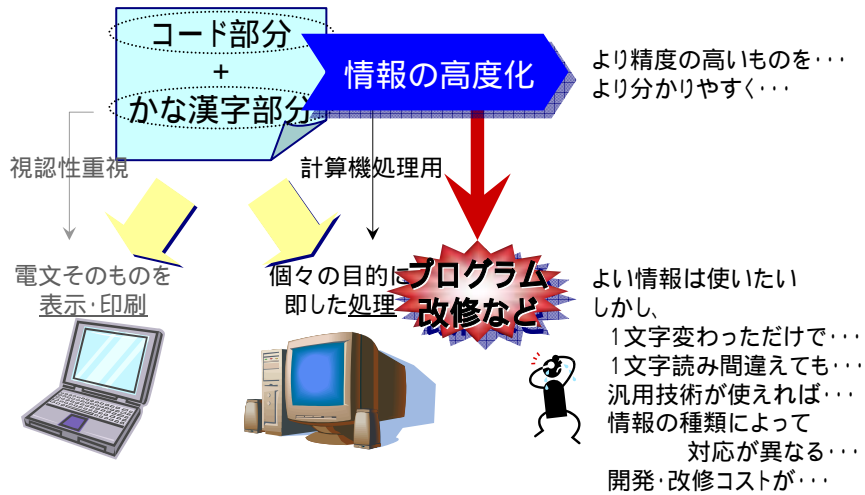 コード部分
+
かな漢字部分
情報の高度化
より精度の高いものを･･･
より分かりやすく･･･
視認性重視
計算機処理用
電文そのものを
表示･印刷
個々の目的に
即した処理
プログラム
改修など
よい情報は使いたい
しかし、
1文字変わっただけで･･･
1文字読み間違えても･･･
汎用技術が使えれば･･･
情報の種類によって
対応が異なる･･･
開発･改修コストが･･･